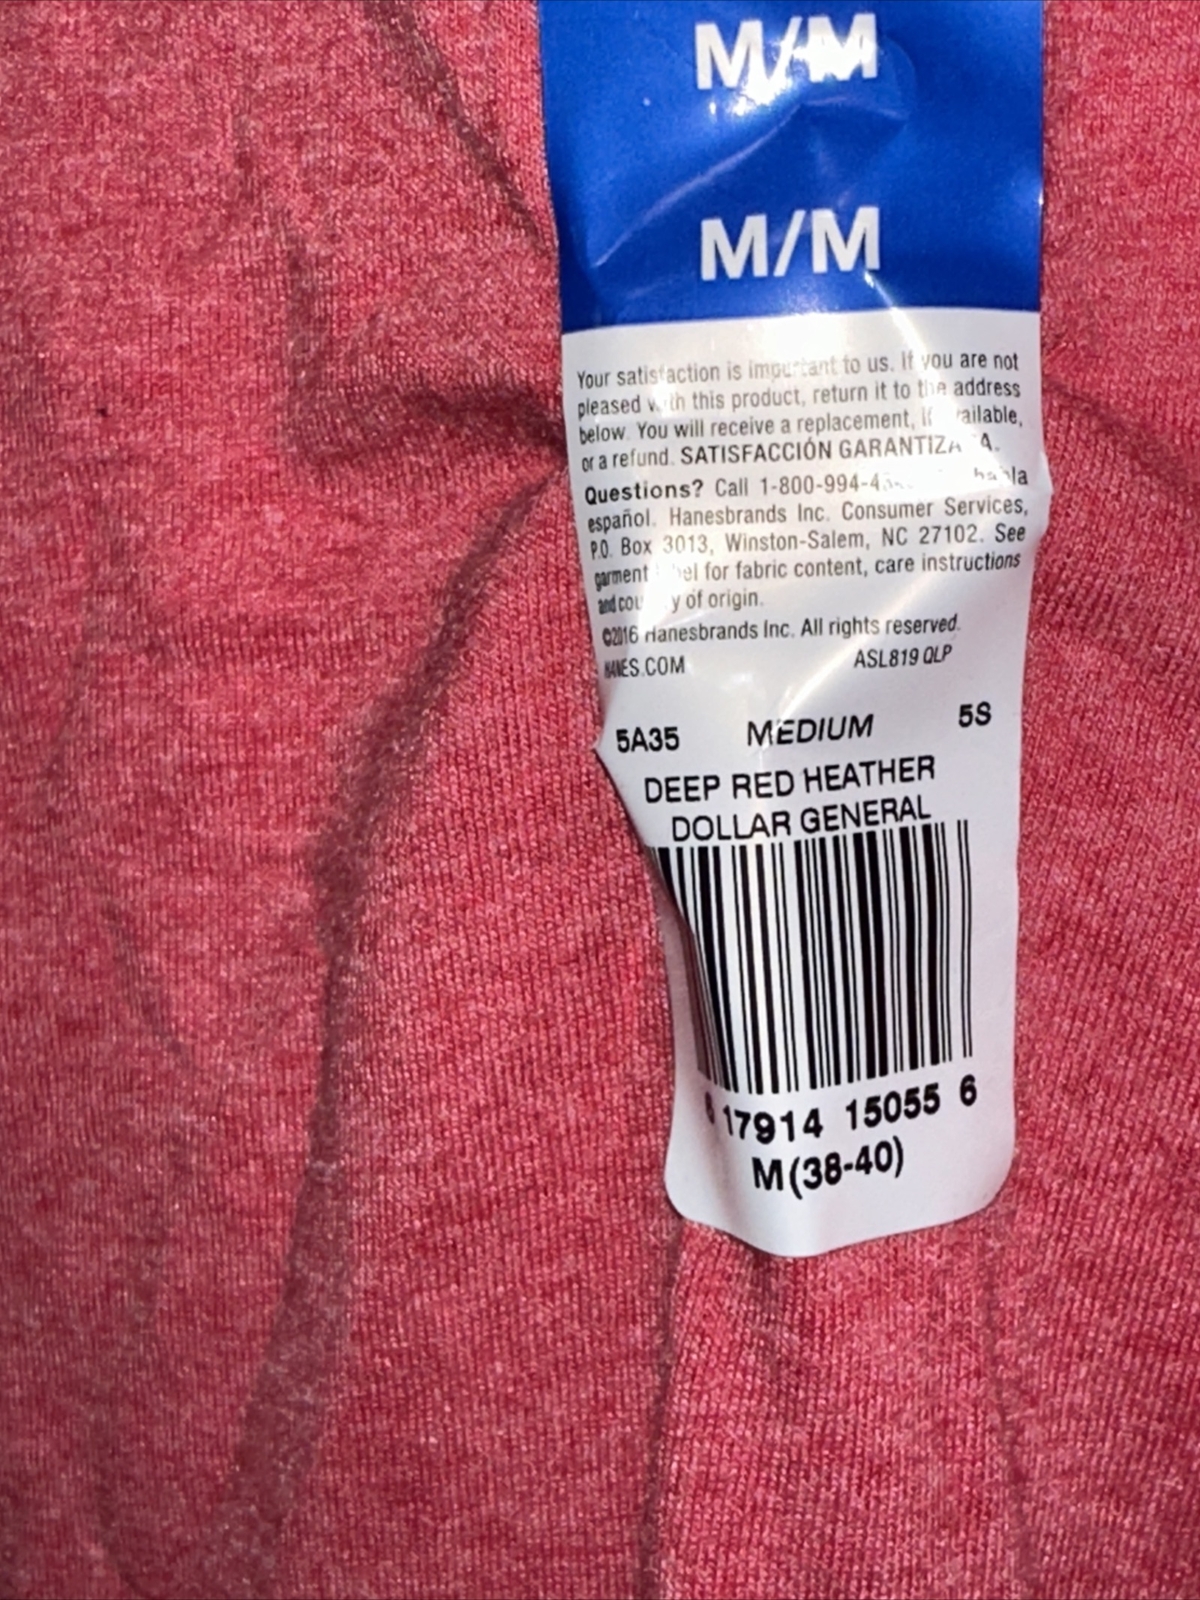 M/M
M/M
Your satisfaction is important to us. If you are not
pleased with this product, return it to the address
below. You will receive a replacement, if available,
or a refund. SATISFACCIÓN GARANTIZADA.
Questions? Call 1-800-994-4 habla
español. Hanesbrands Inc. Consumer Services,
P.O. Box 3013, Winston-Salem, NC 27102. See
garment label for fabric content, care instructions
and country of origin.
©2016 Hanesbrands Inc. All rights reserved.
HANES.COM ASL819 QLP
5A35 MEDIUM 5S
DEEP RED HEATHER
DOLLAR GENERAL
6 17914 15055 6
M(38-40)